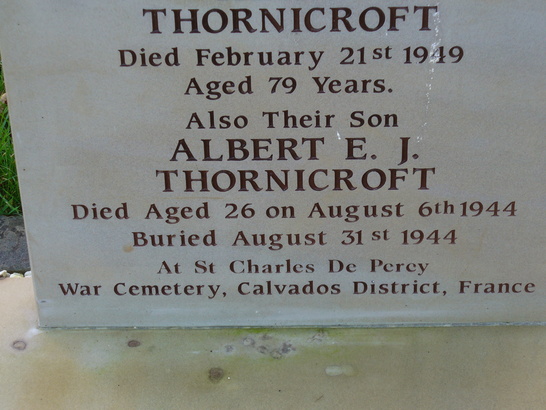 THORNICROFT
Died February 21st 1949
Aged 79 Years.
Also Their Son
ALBERT E. J.
THORNICROFT
Died Aged 26 on August 6th 1944
Buried August 31st 1944
At St Charles De Percy
War Cemetery, Calvados District, France